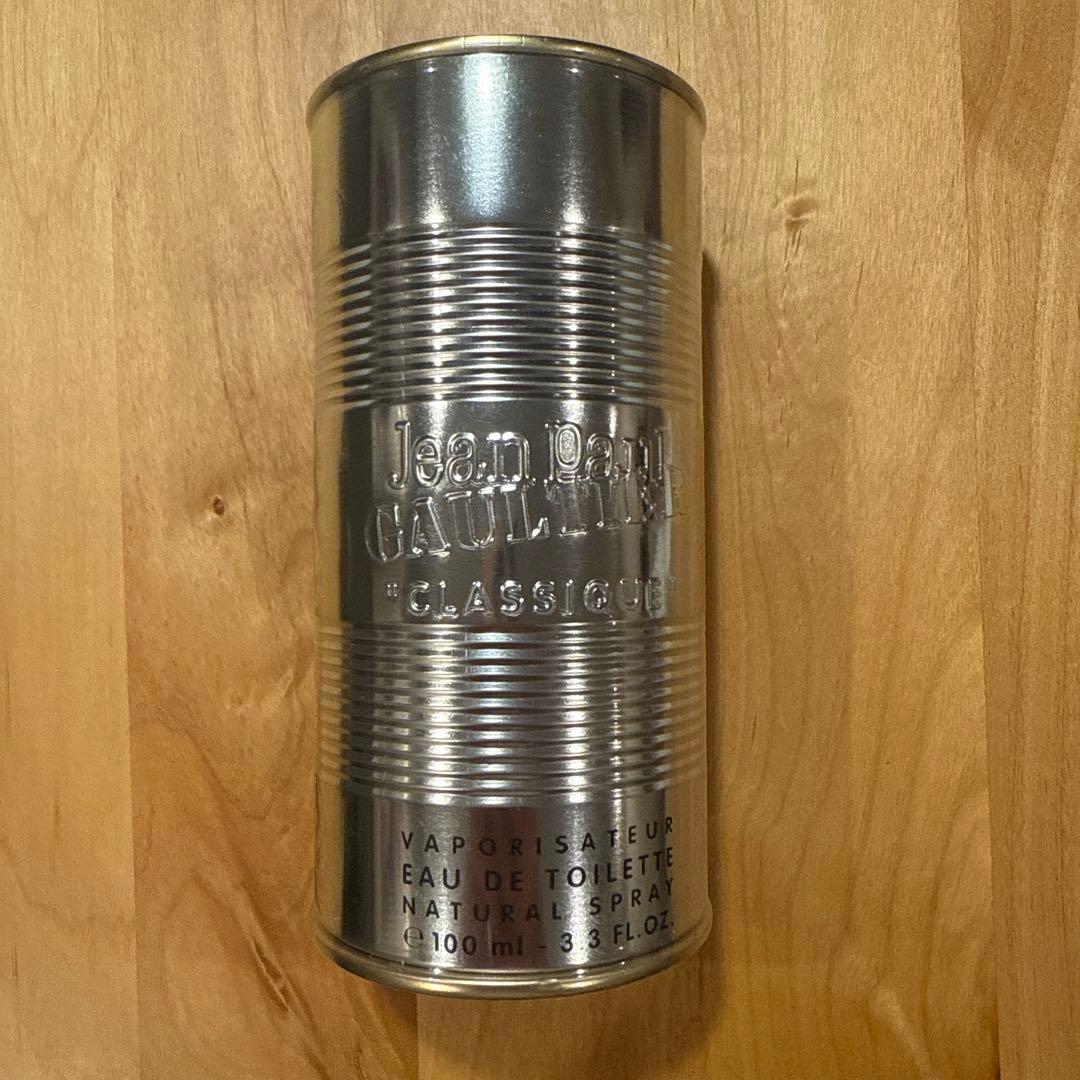 Jean Paul
GAULTIER
"CLASSIQUE"
VAPORISATEUR
EAU DE TOILETTE
NATURAL SPRAY
℮ 100 ml - 3.3 FL.OZ.